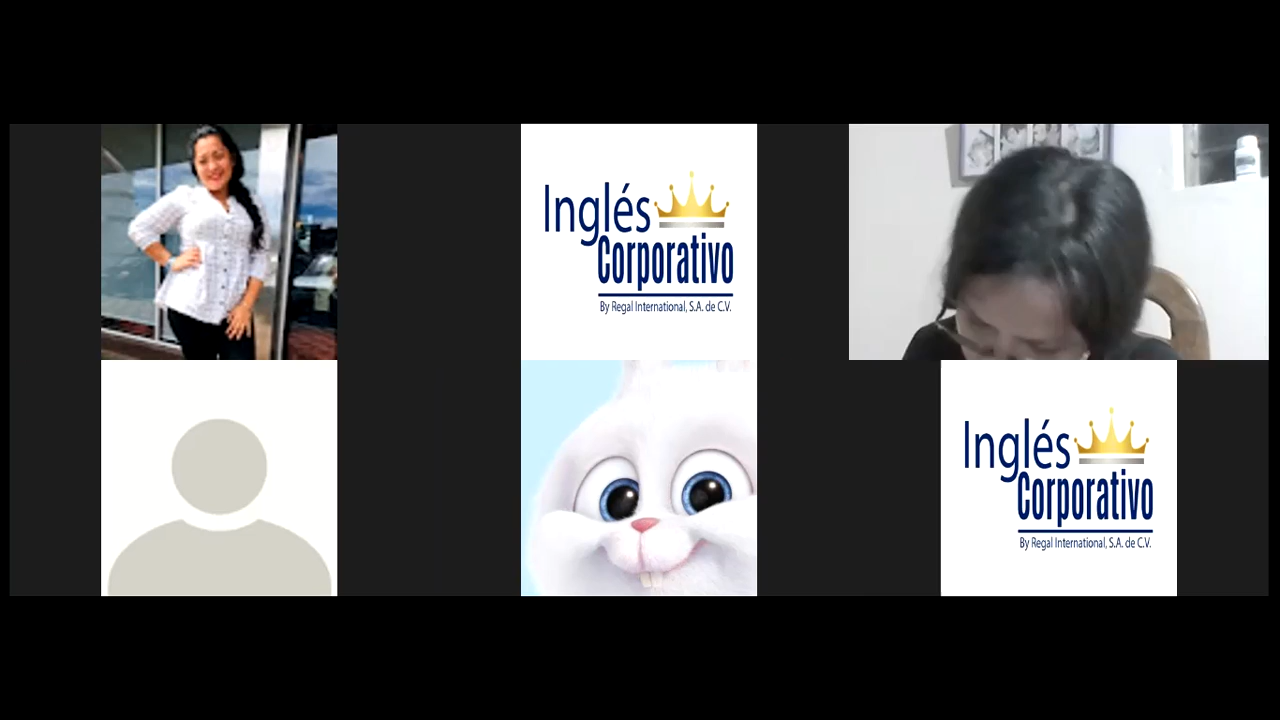 Inglés
Corporativo
By Regal International, S.A. de C.V.
Inglés
Corporativo
By Regal International, S.A. de C.V.